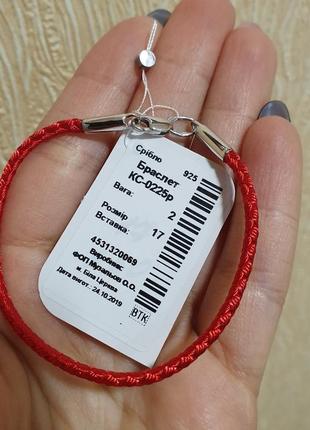 Срібло 925
Браслет
КС-0225р
Вага: 2
Розмір 17
Вставка:
4531320069
Виробник:
ФОП Музальов О.О.
м. Біла Церква
Дата вигот.: 24.10.2019
ВТК